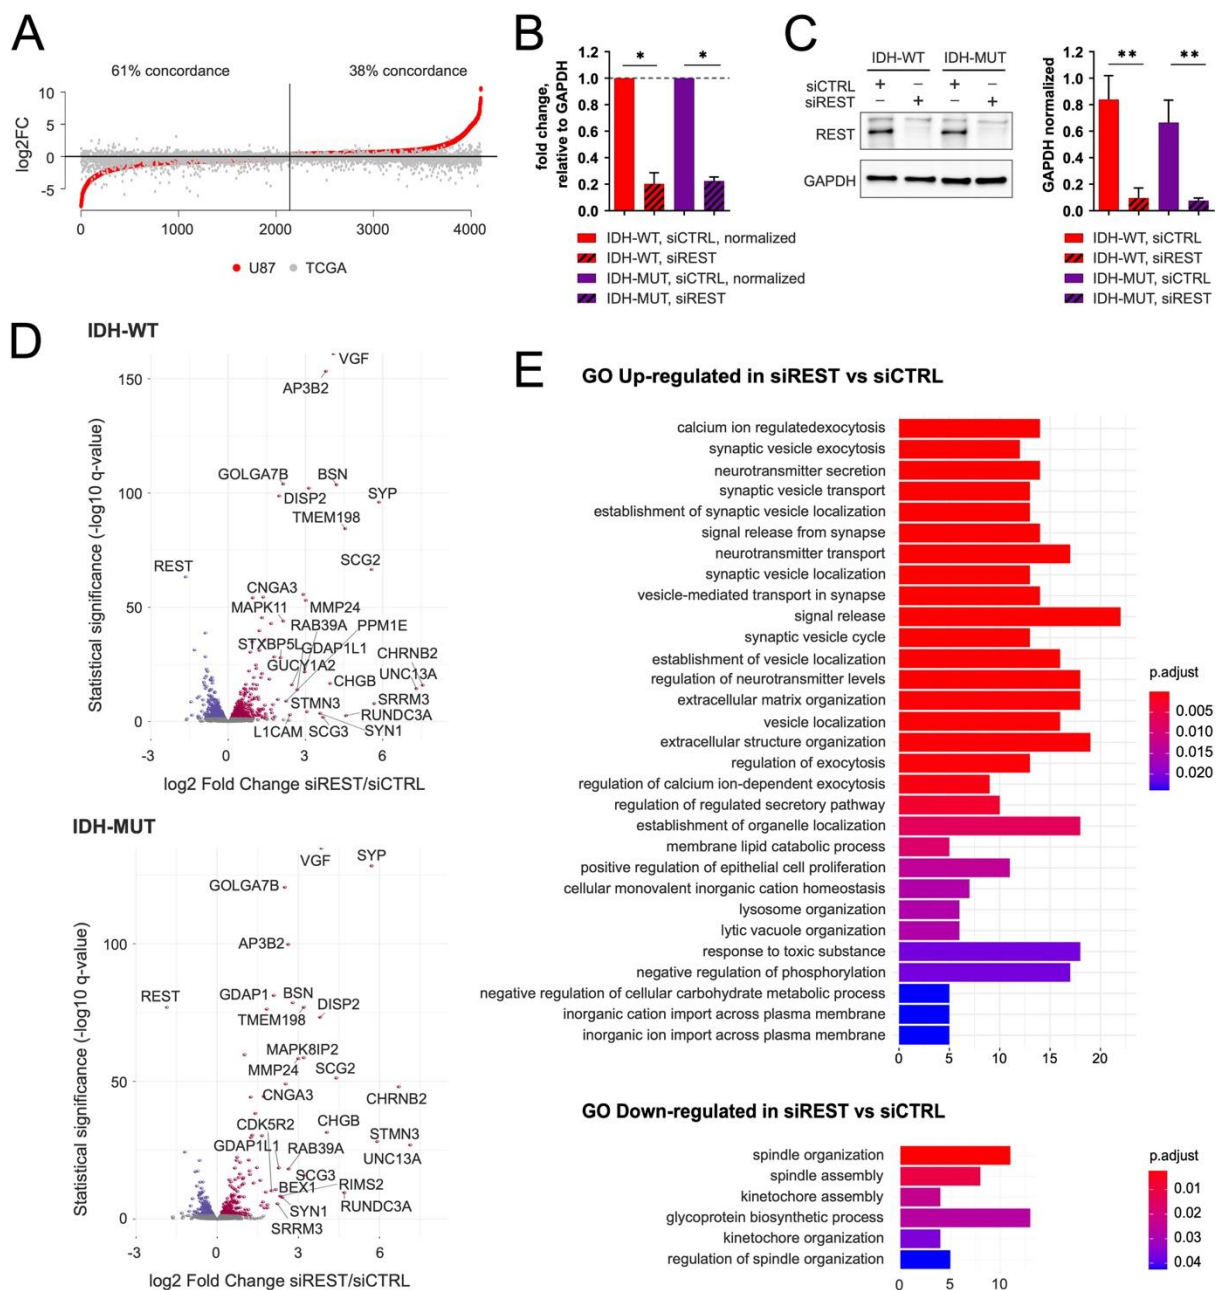 A
61% concordance
38% concordance
log2FC
10
5
0
-5
0
1000
2000
3000
4000
U87
TCGA
B
fold change,
relative to GAPDH
1.2
1.0
0.8
0.6
0.4
0.2
0.0
*
*
IDH-WT, siCTRL, normalized
IDH-WT, siREST
IDH-MUT, siCTRL, normalized
IDH-MUT, siREST
C
IDH-WT
IDH-MUT
siCTRL + − + −
siREST − + − +
REST
GAPDH
GAPDH normalized
1.2
1.0
0.8
0.6
0.4
0.2
0.0
**
**
IDH-WT, siCTRL
IDH-WT, siREST
IDH-MUT, siCTRL
IDH-MUT, siREST
D
IDH-WT
Statistical significance (-log10 q-value)
150
100
50
0
VGF
AP3B2
GOLGA7B
BSN
DISP2
SYP
TMEM198
SCG2
REST
CNGA3
MAPK11
MMP24
RAB39A
PPM1E
STXBP5L
GDAP1L1
CHRNB2
GUCY1A2
UNC13A
CHGB
STMN3
SRRM3
RUNDC3A
L1CAM
SCG3
SYN1
-3
0
3
6
log2 Fold Change siREST/siCTRL
IDH-MUT
Statistical significance (-log10 q-value)
100
50
0
VGF
SYP
GOLGA7B
AP3B2
REST
GDAP1
BSN
DISP2
TMEM198
MAPK8IP2
MMP24
SCG2
CNGA3
CHRNB2
CDK5R2
CHGB
STMN3
GDAP1L1
RAB39A
UNC13A
SCG3
BEX1
RIMS2
SYN1
RUNDC3A
SRRM3
-3
0
3
6
log2 Fold Change siREST/siCTRL
E
GO Up-regulated in siREST vs siCTRL
calcium ion regulatedexocytosis
synaptic vesicle exocytosis
neurotransmitter secretion
synaptic vesicle transport
establishment of synaptic vesicle localization
signal release from synapse
neurotransmitter transport
synaptic vesicle localization
vesicle-mediated transport in synapse
signal release
synaptic vesicle cycle
establishment of vesicle localization
regulation of neurotransmitter levels
extracellular matrix organization
vesicle localization
extracellular structure organization
regulation of exocytosis
regulation of calcium ion-dependent exocytosis
regulation of regulated secretory pathway
establishment of organelle localization
membrane lipid catabolic process
positive regulation of epithelial cell proliferation
cellular monovalent inorganic cation homeostasis
lysosome organization
lytic vacuole organization
response to toxic substance
negative regulation of phosphorylation
negative regulation of cellular carbohydrate metabolic process
inorganic cation import across plasma membrane
inorganic ion import across plasma membrane
0
5
10
15
20
p.adjust
0.005
0.010
0.015
0.020
GO Down-regulated in siREST vs siCTRL
spindle organization
spindle assembly
kinetochore assembly
glycoprotein biosynthetic process
kinetochore organization
regulation of spindle organization
0
5
10
p.adjust
0.01
0.02
0.03
0.04